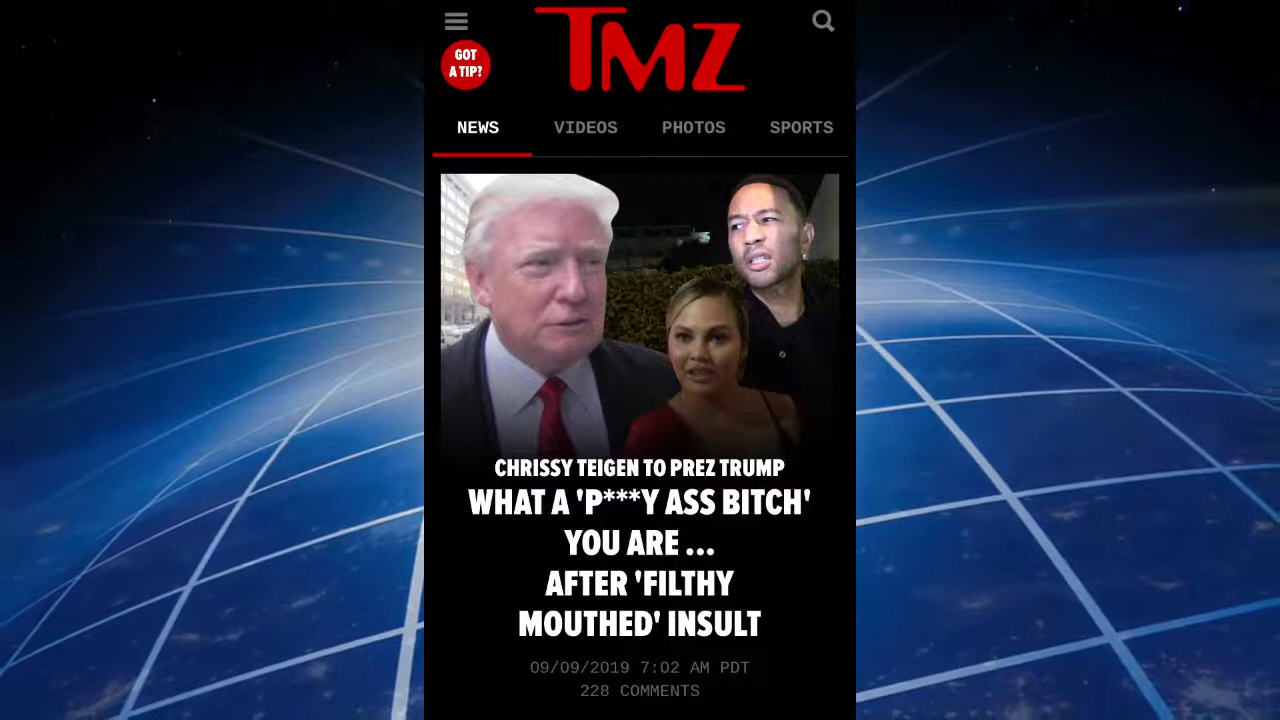 TMZ
GOT
A TIP?
NEWS VIDEOS PHOTOS SPORTS
CHRISSY TEIGEN TO PREZ TRUMP
WHAT A 'P***Y ASS BITCH'
YOU ARE ...
AFTER 'FILTHY
MOUTHED' INSULT
09/09/2019 7:02 AM PDT
228 COMMENTS